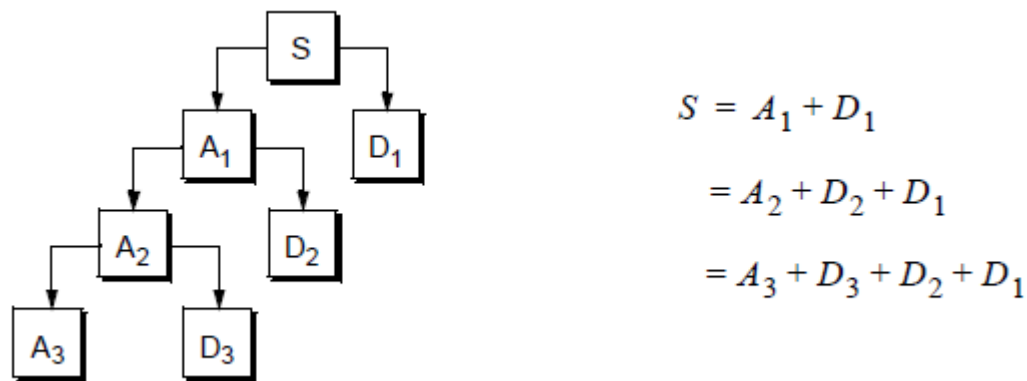 S
A₁ D₁
A₂ D₂
A₃ D₃
S = A₁ + D₁
= A₂ + D₂ + D₁
= A₃ + D₃ + D₂ + D₁